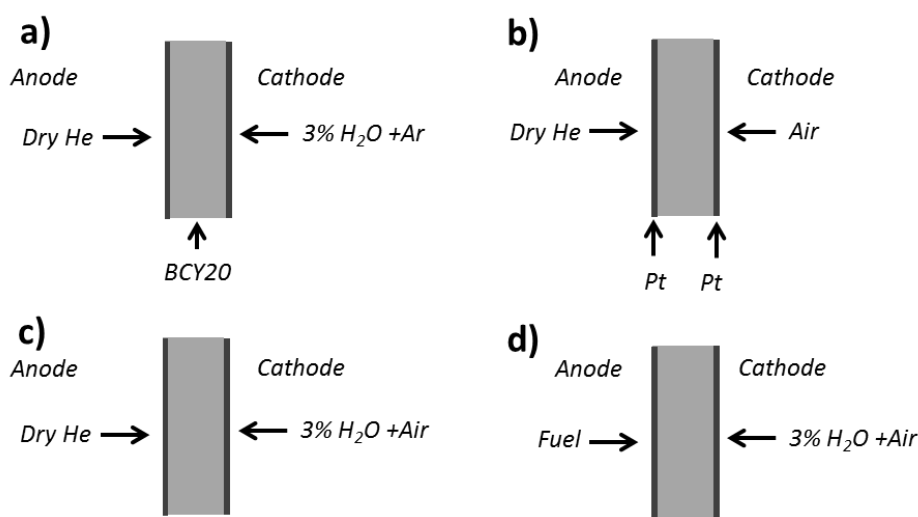 a)
Anode Cathode
Dry He 3% H₂O +Ar
BCY20
b)
Anode Cathode
Dry He Air
Pt Pt
c)
Anode Cathode
Dry He 3% H₂O +Air
d)
Anode Cathode
Fuel 3% H₂O +Air